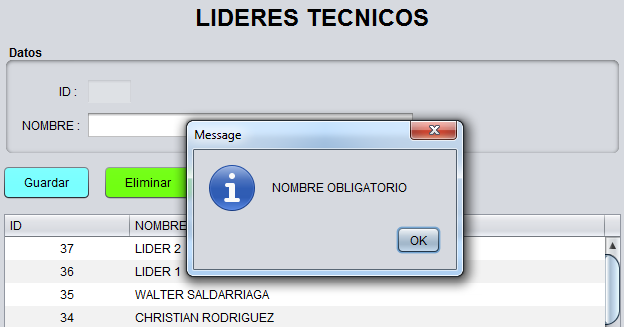 LIDERES TECNICOS
Datos
ID :
NOMBRE :
Message
NOMBRE OBLIGATORIO
OK
Guardar
Eliminar
ID NOMBRE
37 LIDER 2
36 LIDER 1
35 WALTER SALDARRIAGA
34 CHRISTIAN RODRIGUEZ